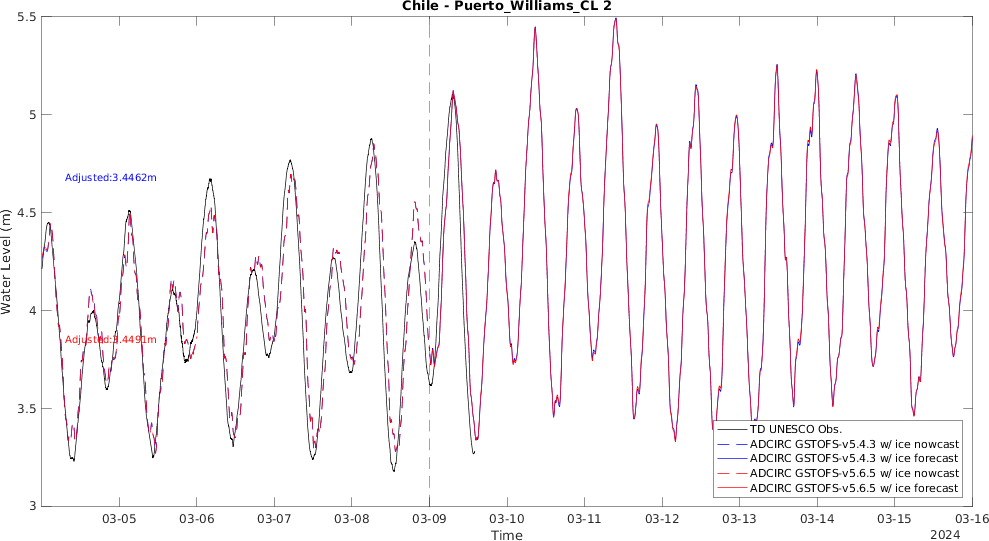 Chile - Puerto_Williams_CL 2
5.5
5
4.5
4
3.5
3
Water Level (m)
Adjusted:3.4462m
Adjusted:3.4491m
TD UNESCO Obs.
ADCIRC GSTOFS-v5.4.3 w/ ice nowcast
ADCIRC GSTOFS-v5.4.3 w/ ice forecast
ADCIRC GSTOFS-v5.6.5 w/ ice nowcast
ADCIRC GSTOFS-v5.6.5 w/ ice forecast
03-05 03-06 03-07 03-08 03-09 03-10 03-11 03-12 03-13 03-14 03-15 03-16
Time
2024